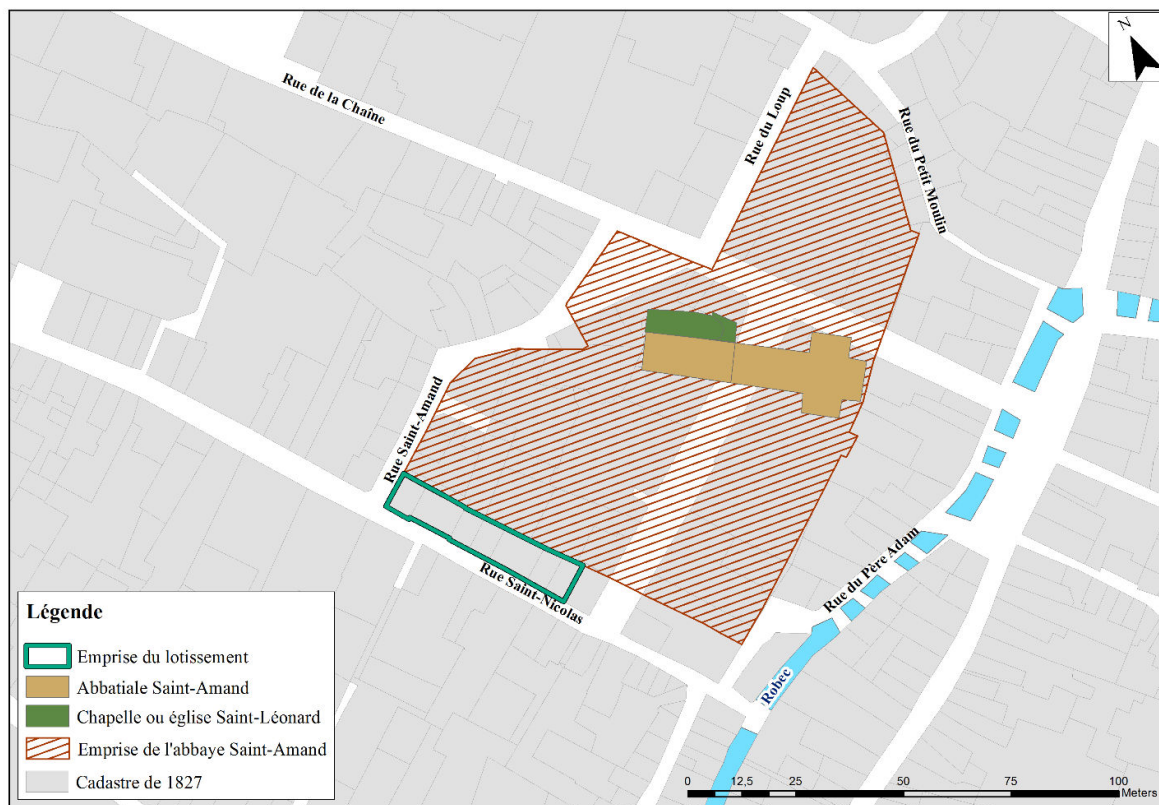 N
Rue de la Chaîne
Rue du Loup
Rue du Petit Moulin
Rue Saint-Amand
Rue Saint-Nicolas
Rue du Père Adam
Robec
Légende
Emprise du lotissement
Abbatiale Saint-Amand
Chapelle ou église Saint-Léonard
Emprise de l'abbaye Saint-Amand
Cadastre de 1827
0 12,5 25 50 75 100
Meters